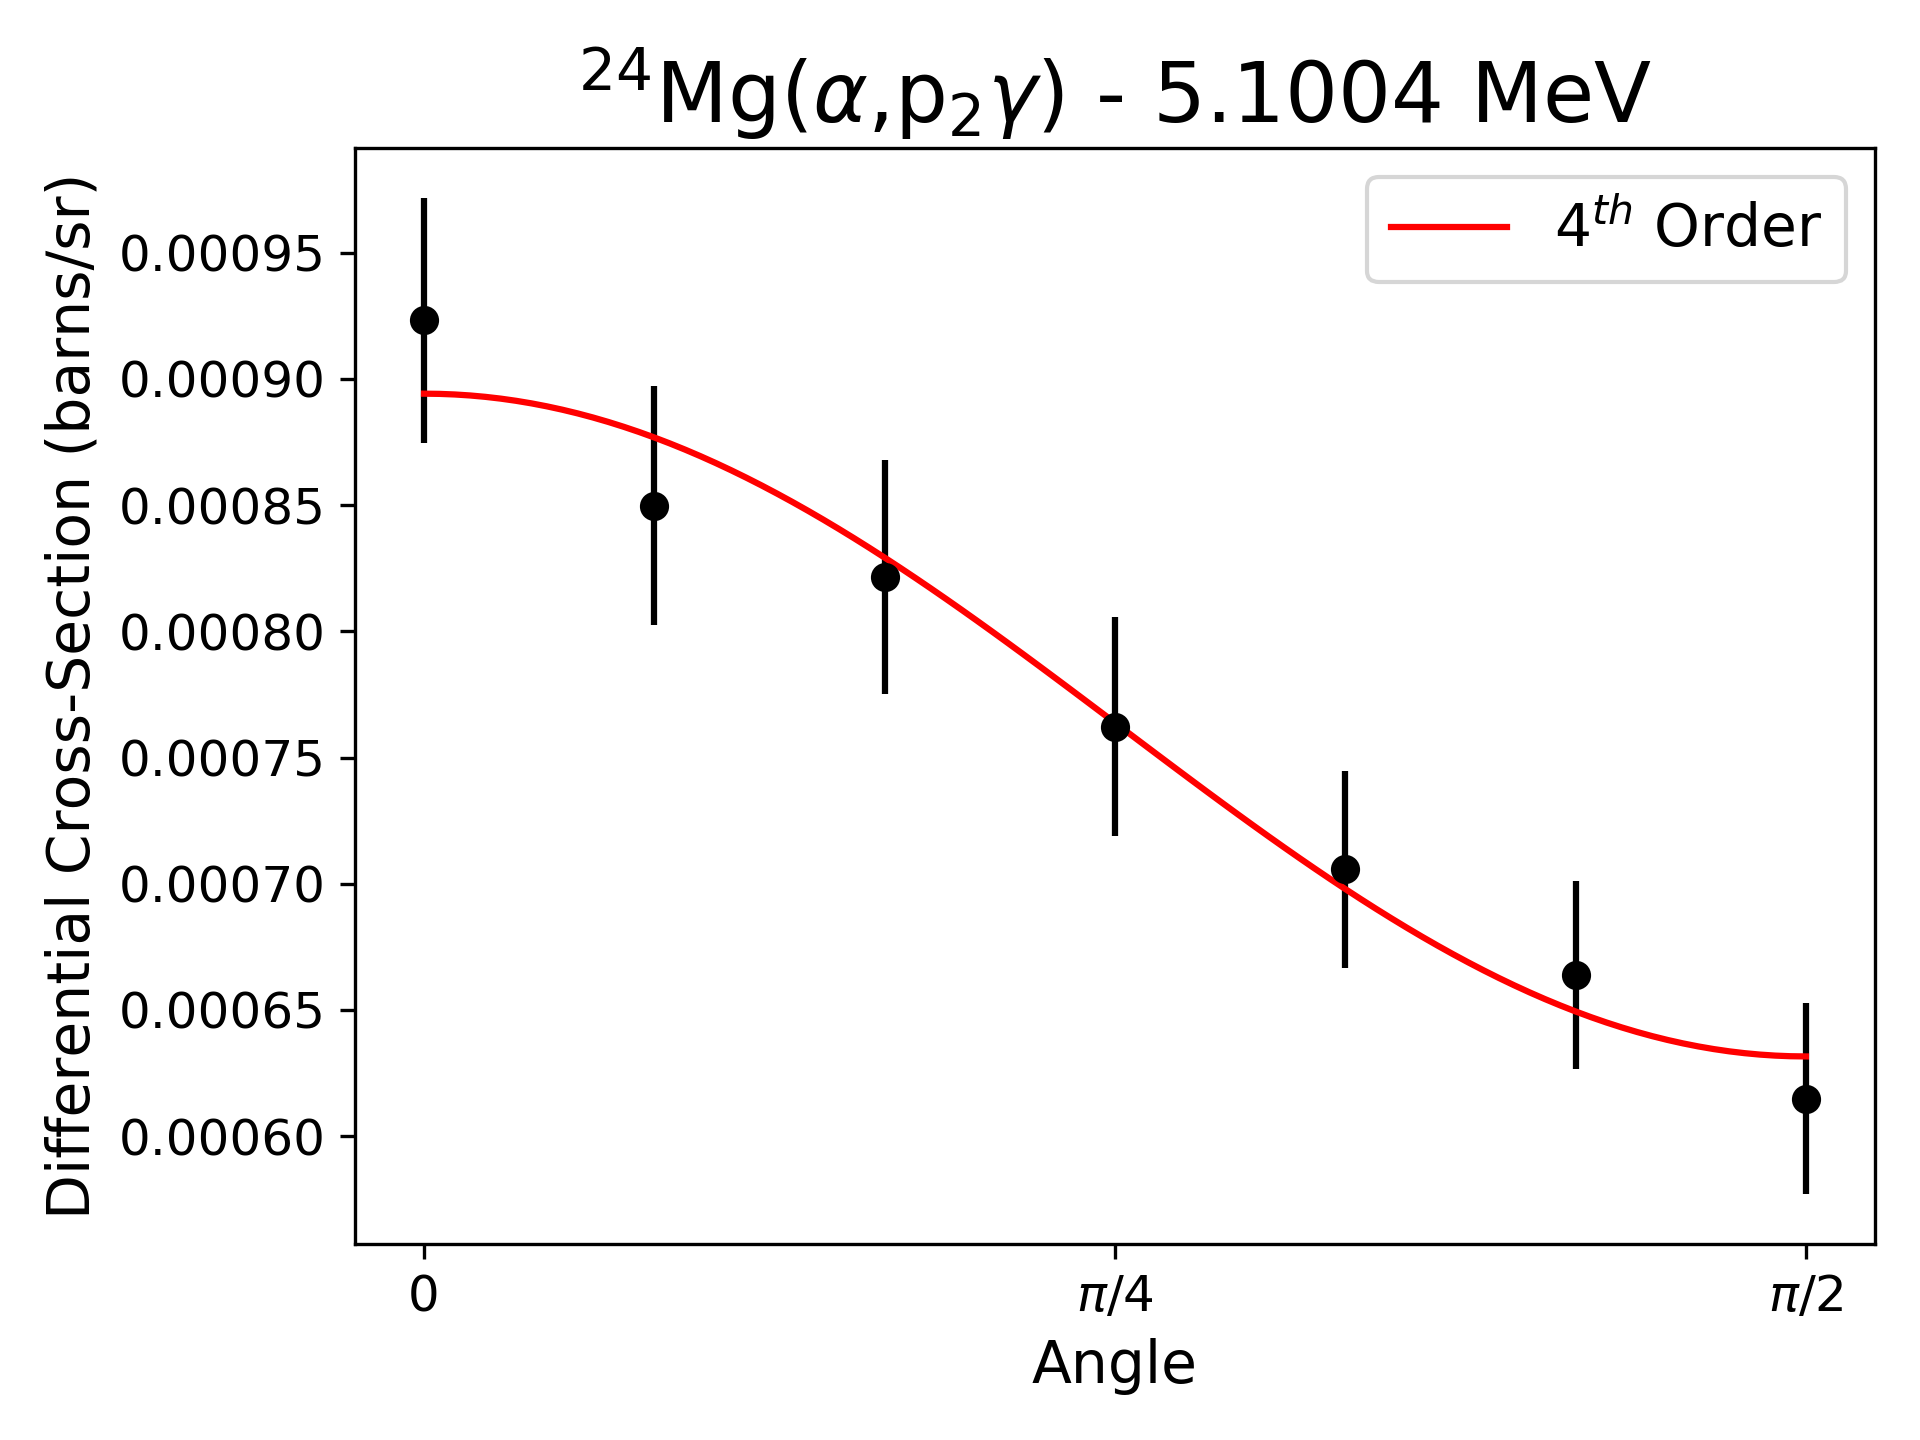 ²⁴Mg(α,p₂γ) - 5.1004 MeV
4ᵗʰ Order
Differential Cross-Section (barns/sr)
0.00095
0.00090
0.00085
0.00080
0.00075
0.00070
0.00065
0.00060
0 π/4 π/2
Angle